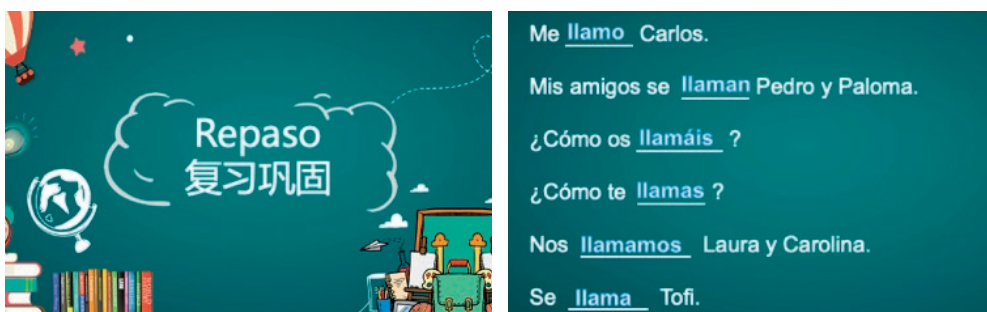 Repaso
复习巩固
Me llamo Carlos.
Mis amigos se llaman Pedro y Paloma.
¿Cómo os llamáis ?
¿Cómo te llamas ?
Nos llamamos Laura y Carolina.
Se llama Tofi.